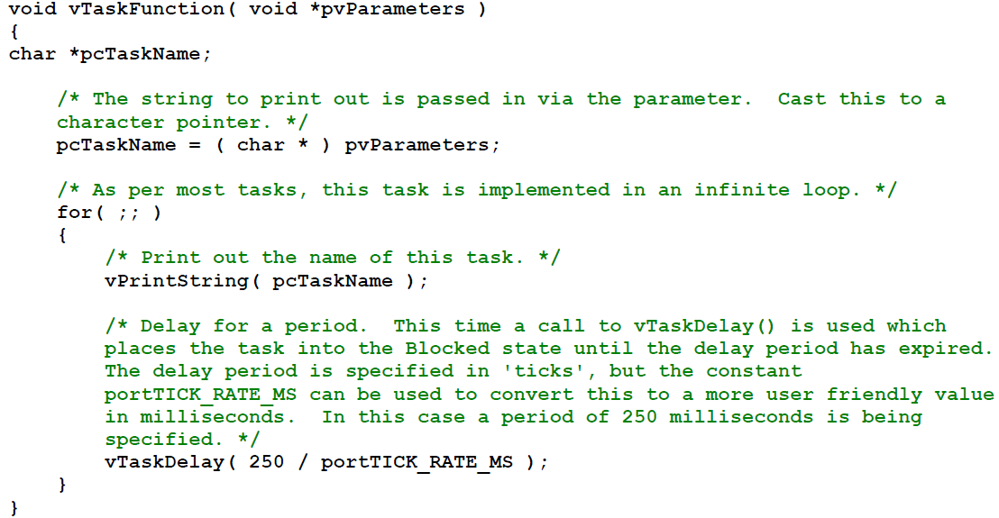 void vTaskFunction( void *pvParameters )
{
char *pcTaskName;
/* The string to print out is passed in via the parameter.  Cast this to a
character pointer. */
pcTaskName = ( char * ) pvParameters;
/* As per most tasks, this task is implemented in an infinite loop. */
for( ;; )
{
/* Print out the name of this task. */
vPrintString( pcTaskName );
/* Delay for a period.  This time a call to vTaskDelay() is used which
places the task into the Blocked state until the delay period has expired.
The delay period is specified in 'ticks', but the constant
portTICK_RATE_MS can be used to convert this to a more user friendly value
in milliseconds.  In this case a period of 250 milliseconds is being
specified. */
vTaskDelay( 250 / portTICK_RATE_MS );
}
}